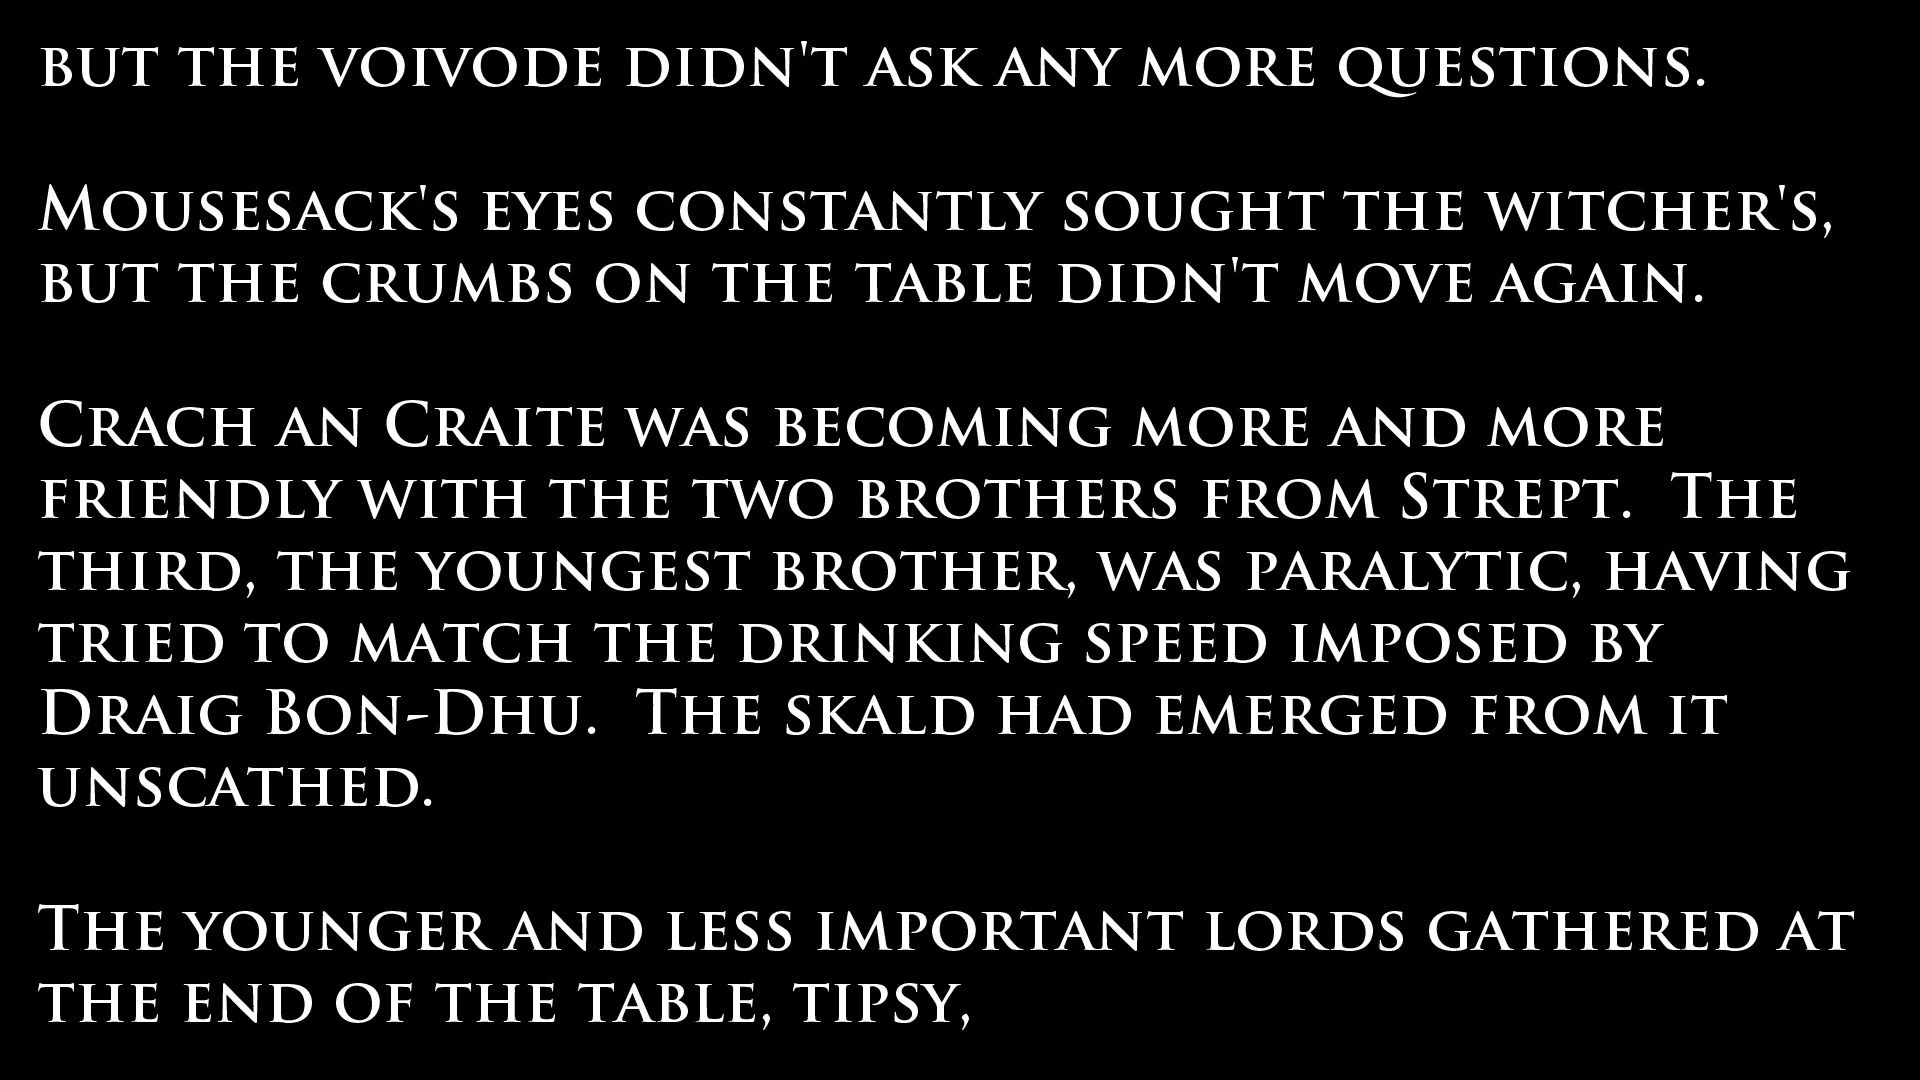 but the voivode didn't ask any more questions.
Mousesack's eyes constantly sought the witcher's,
but the crumbs on the table didn't move again.
Crach an Craite was becoming more and more
friendly with the two brothers from Strept.  The
third, the youngest brother, was paralytic, having
tried to match the drinking speed imposed by
Draig Bon-Dhu.  The skald had emerged from it
unscathed.
The younger and less important lords gathered at
the end of the table, tipsy,